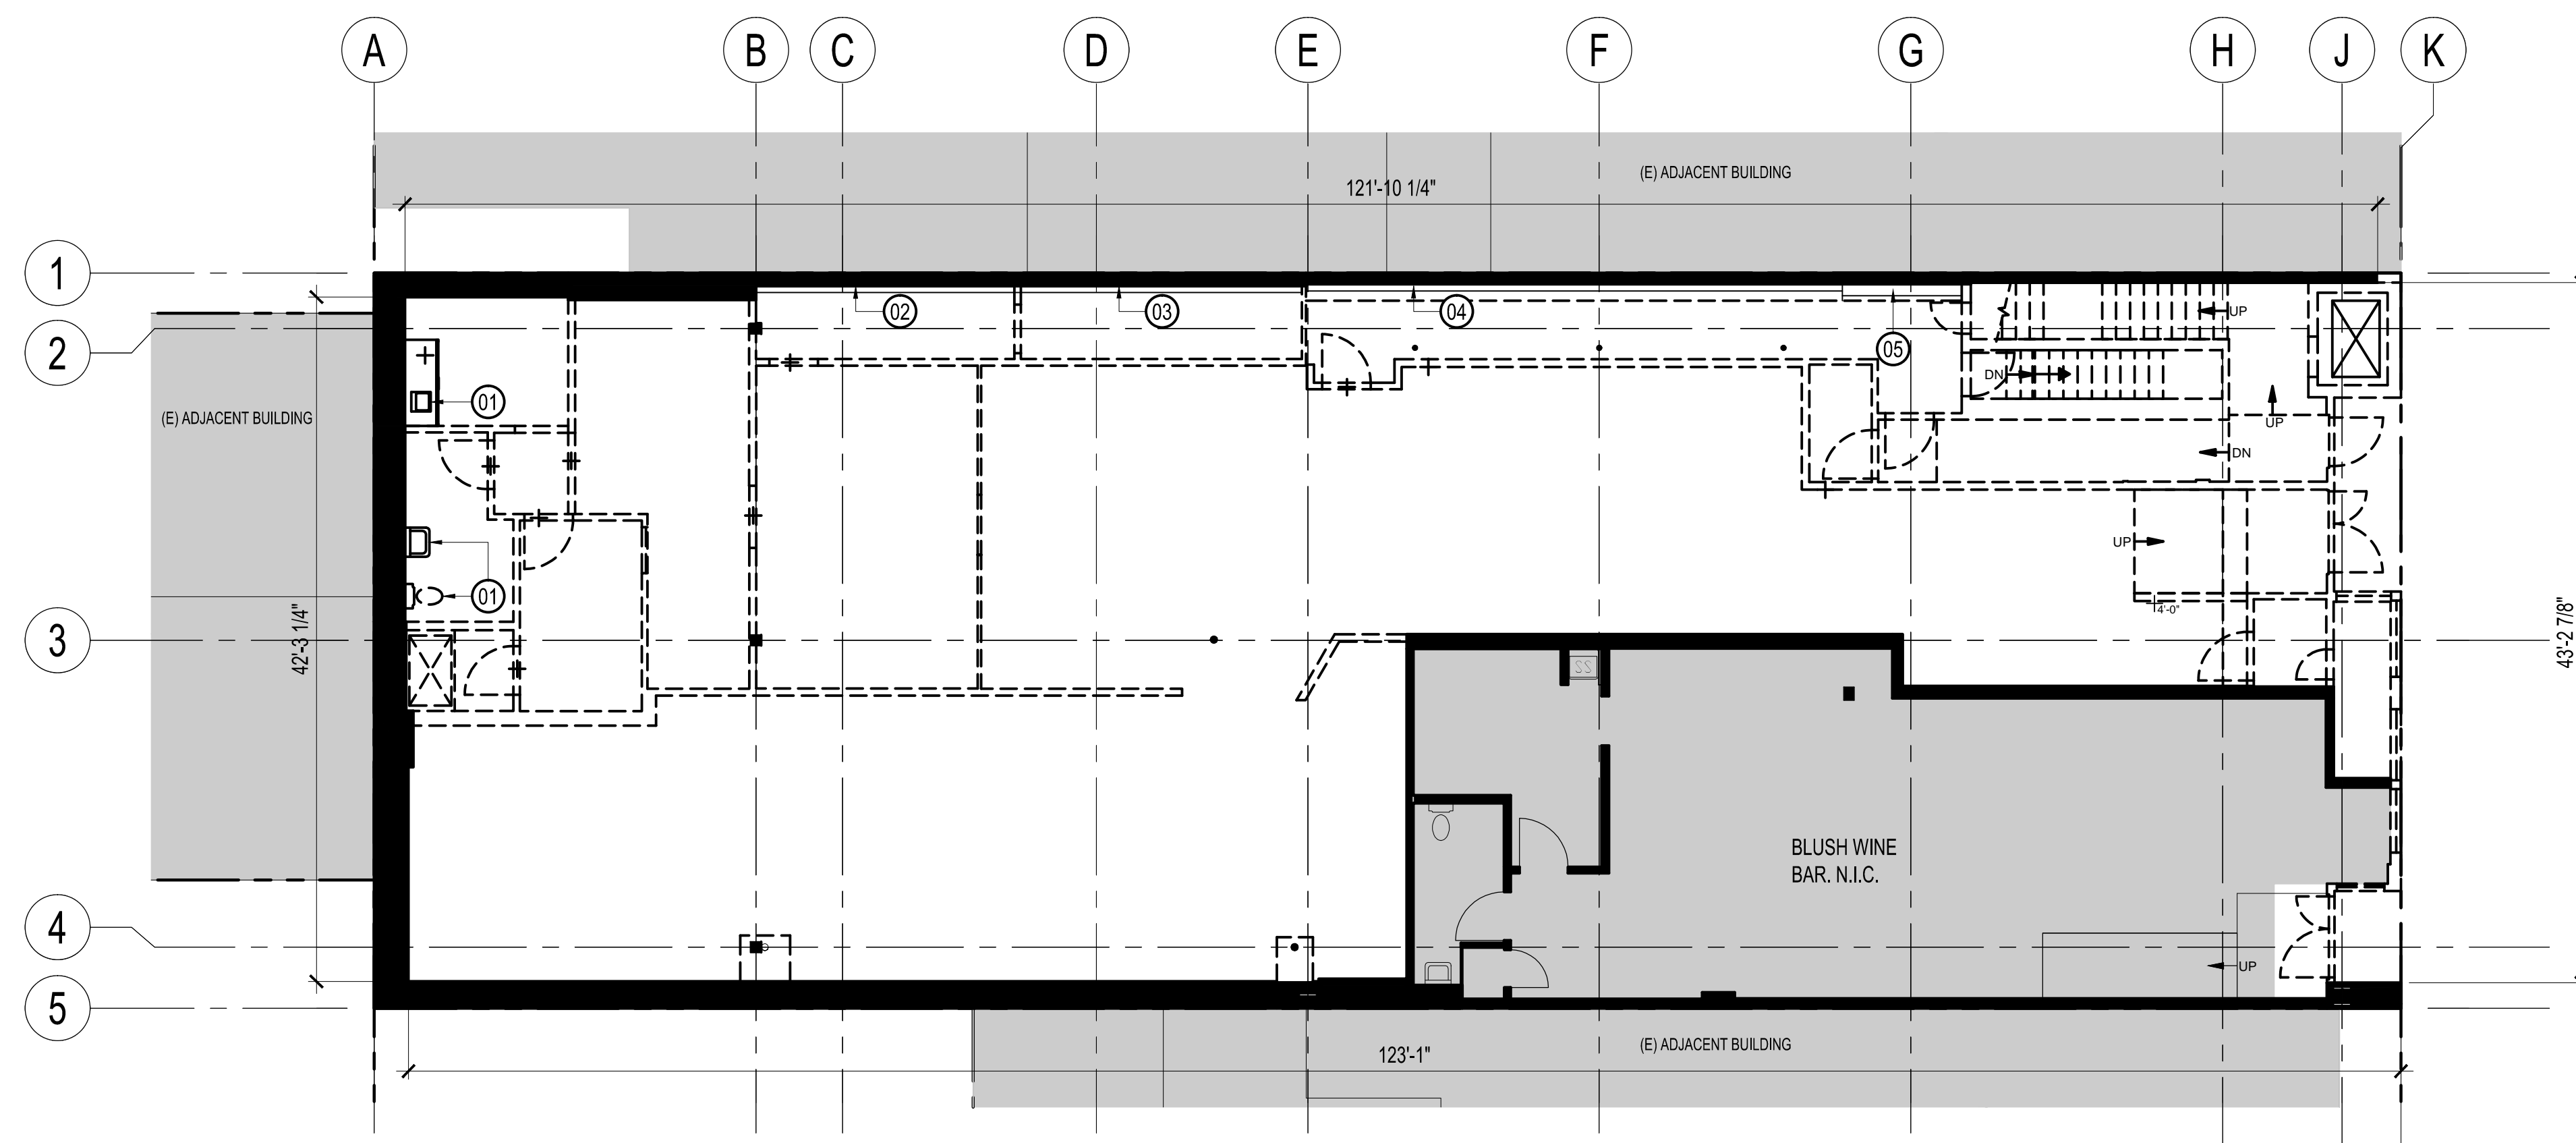 A B C D E F G H J K
(E) ADJACENT BUILDING
121'-10 1/4"
1
02 03 04 UP
2
05
DN
01
(E) ADJACENT BUILDING
UP
DN
UP
01
4'-0"
42'-3 1/4"
43'-2 7/8"
3
BLUSH WINE
BAR. N.I.C.
4
UP
5
(E) ADJACENT BUILDING
123'-1"